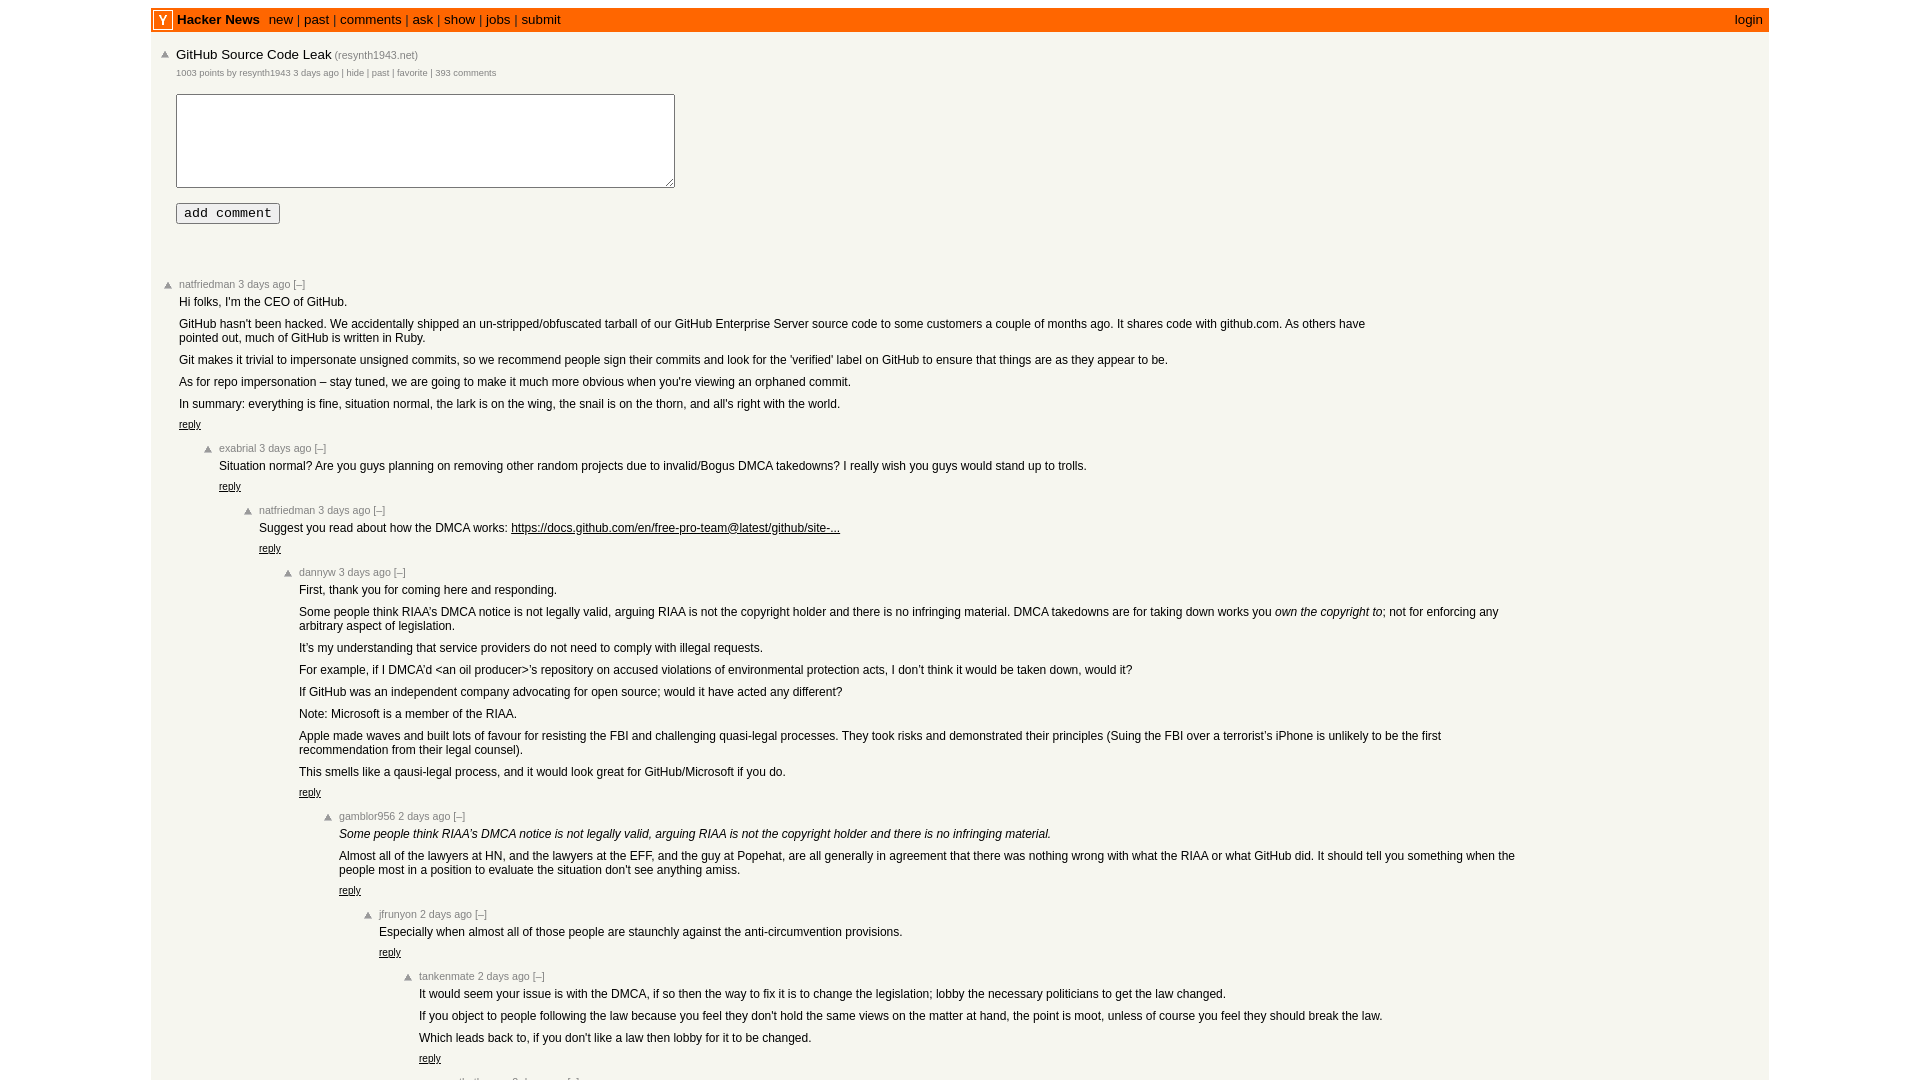 Y Hacker News new | past | comments | ask | show | jobs | submit login
GitHub Source Code Leak (resynth1943.net)
1003 points by resynth1943 3 days ago | hide | past | favorite | 393 comments
add comment
natfriedman 3 days ago [–]
Hi folks, I'm the CEO of GitHub.
GitHub hasn't been hacked. We accidentally shipped an un-stripped/obfuscated tarball of our GitHub Enterprise Server source code to some customers a couple of months ago. It shares code with github.com. As others have
pointed out, much of GitHub is written in Ruby.
Git makes it trivial to impersonate unsigned commits, so we recommend people sign their commits and look for the 'verified' label on GitHub to ensure that things are as they appear to be.
As for repo impersonation – stay tuned, we are going to make it much more obvious when you're viewing an orphaned commit.
In summary: everything is fine, situation normal, the lark is on the wing, the snail is on the thorn, and all's right with the world.
reply
exabrial 3 days ago [–]
Situation normal? Are you guys planning on removing other random projects due to invalid/Bogus DMCA takedowns? I really wish you guys would stand up to trolls.
reply
natfriedman 3 days ago [–]
Suggest you read about how the DMCA works: https://docs.github.com/en/free-pro-team@latest/github/site-...
reply
dannyw 3 days ago [–]
First, thank you for coming here and responding.
Some people think RIAA’s DMCA notice is not legally valid, arguing RIAA is not the copyright holder and there is no infringing material. DMCA takedowns are for taking down works you own the copyright to; not for enforcing any
arbitrary aspect of legislation.
It’s my understanding that service providers do not need to comply with illegal requests.
For example, if I DMCA’d <an oil producer>’s repository on accused violations of environmental protection acts, I don’t think it would be taken down, would it?
If GitHub was an independent company advocating for open source; would it have acted any different?
Note: Microsoft is a member of the RIAA.
Apple made waves and built lots of favour for resisting the FBI and challenging quasi-legal processes. They took risks and demonstrated their principles (Suing the FBI over a terrorist’s iPhone is unlikely to be the first
recommendation from their legal counsel).
This smells like a qausi-legal process, and it would look great for GitHub/Microsoft if you do.
reply
gamblor956 2 days ago [–]
Some people think RIAA’s DMCA notice is not legally valid, arguing RIAA is not the copyright holder and there is no infringing material.
Almost all of the lawyers at HN, and the lawyers at the EFF, and the guy at Popehat, are all generally in agreement that there was nothing wrong with what the RIAA or what GitHub did. It should tell you something when the
people most in a position to evaluate the situation don't see anything amiss.
reply
jfrunyon 2 days ago [–]
Especially when almost all of those people are staunchly against the anti-circumvention provisions.
reply
tankenmate 2 days ago [–]
It would seem your issue is with the DMCA, if so then the way to fix it is to change the legislation; lobby the necessary politicians to get the law changed.
If you object to people following the law because you feel they don't hold the same views on the matter at hand, the point is moot, unless of course you feel they should break the law.
Which leads back to, if you don't like a law then lobby for it to be changed.
reply